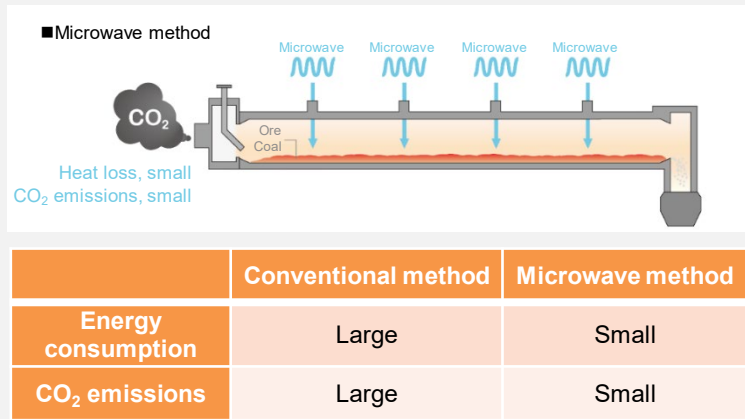 ■Microwave method
Microwave Microwave Microwave Microwave
CO₂
Ore
Coal
Heat loss, small
CO₂ emissions, small
Conventional method Microwave method
Energy
consumption Large Small
CO₂ emissions Large Small